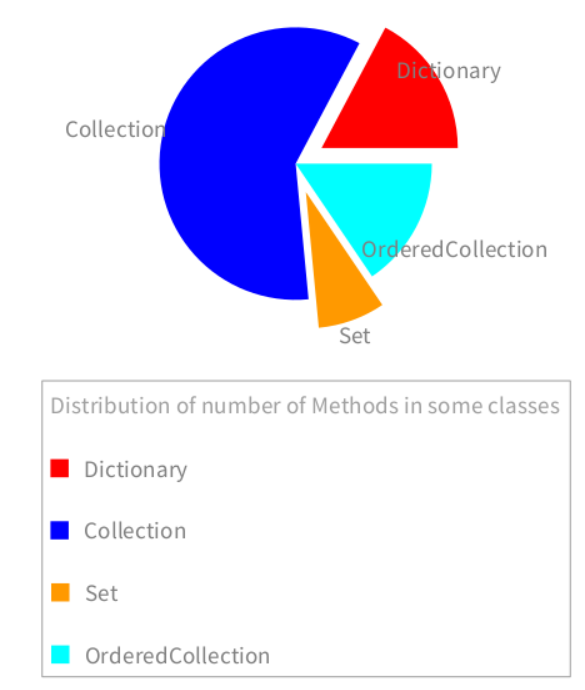 Dictionary
Collection
OrderedCollection
Set
Distribution of number of Methods in some classes
Dictionary
Collection
Set
OrderedCollection